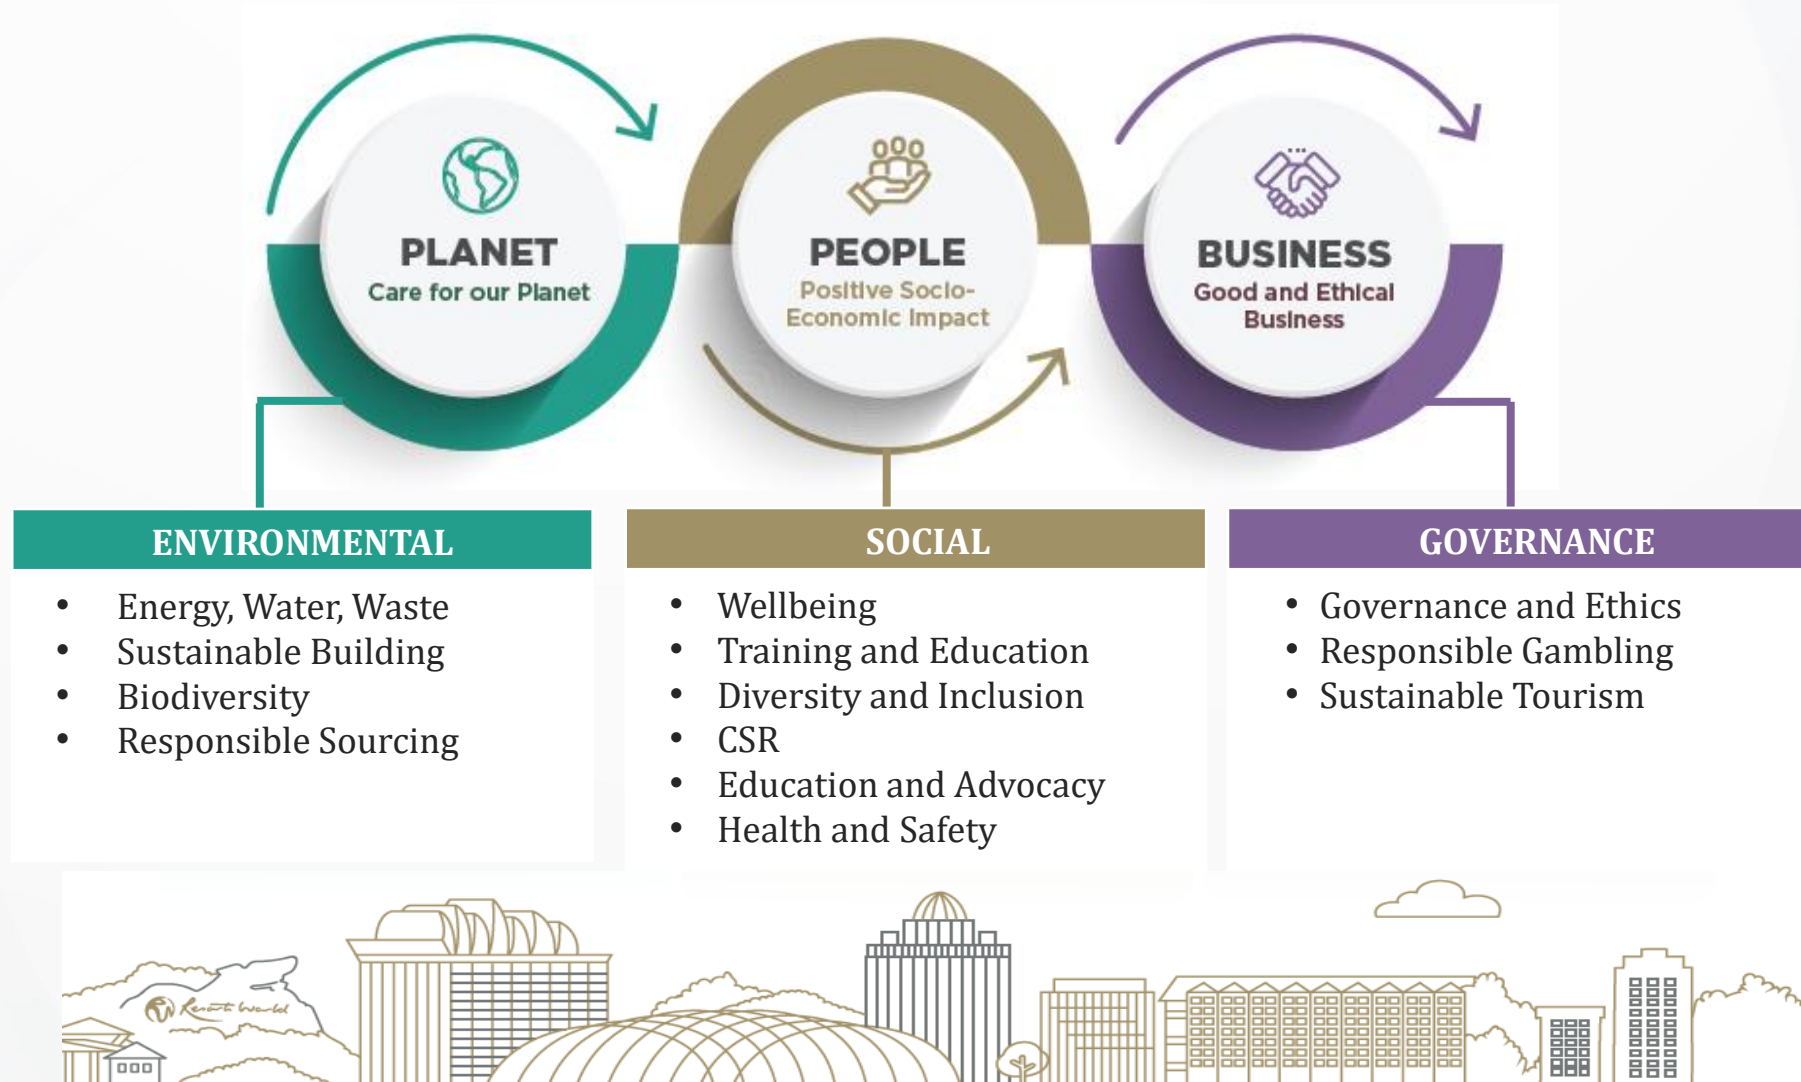 PLANET
Care for our Planet
PEOPLE
Positive Socio-
Economic Impact
BUSINESS
Good and Ethical
Business
ENVIRONMENTAL
• Energy, Water, Waste
• Sustainable Building
• Biodiversity
• Responsible Sourcing
SOCIAL
• Wellbeing
• Training and Education
• Diversity and Inclusion
• CSR
• Education and Advocacy
• Health and Safety
GOVERNANCE
• Governance and Ethics
• Responsible Gambling
• Sustainable Tourism
Resorts World